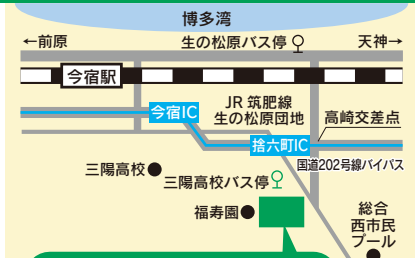 博多湾
←前原
生の松原バス停
天神→
今宿駅
今宿IC
JR 筑肥線
生の松原団地
高崎交差点
捨六町IC
国道202号線バイパス
三陽高校
三陽高校バス停
福寿園
総合
西市民
プール